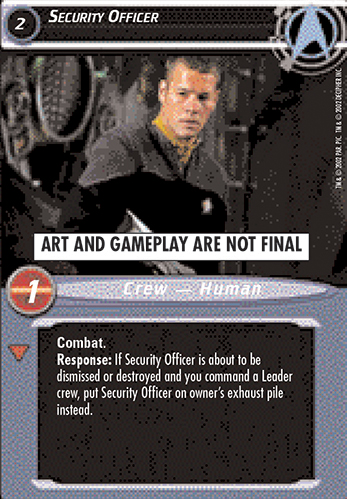 2
SECURITY OFFICER
TM & © 2002 PAR. PIC. TM & © 2002 DECIPHER INC.
ART AND GAMEPLAY ARE NOT FINAL
1
Crew — Human
Combat.
Response: If Security Officer is about to be
dismissed or destroyed and you command a Leader
crew, put Security Officer on owner's exhaust pile
instead.